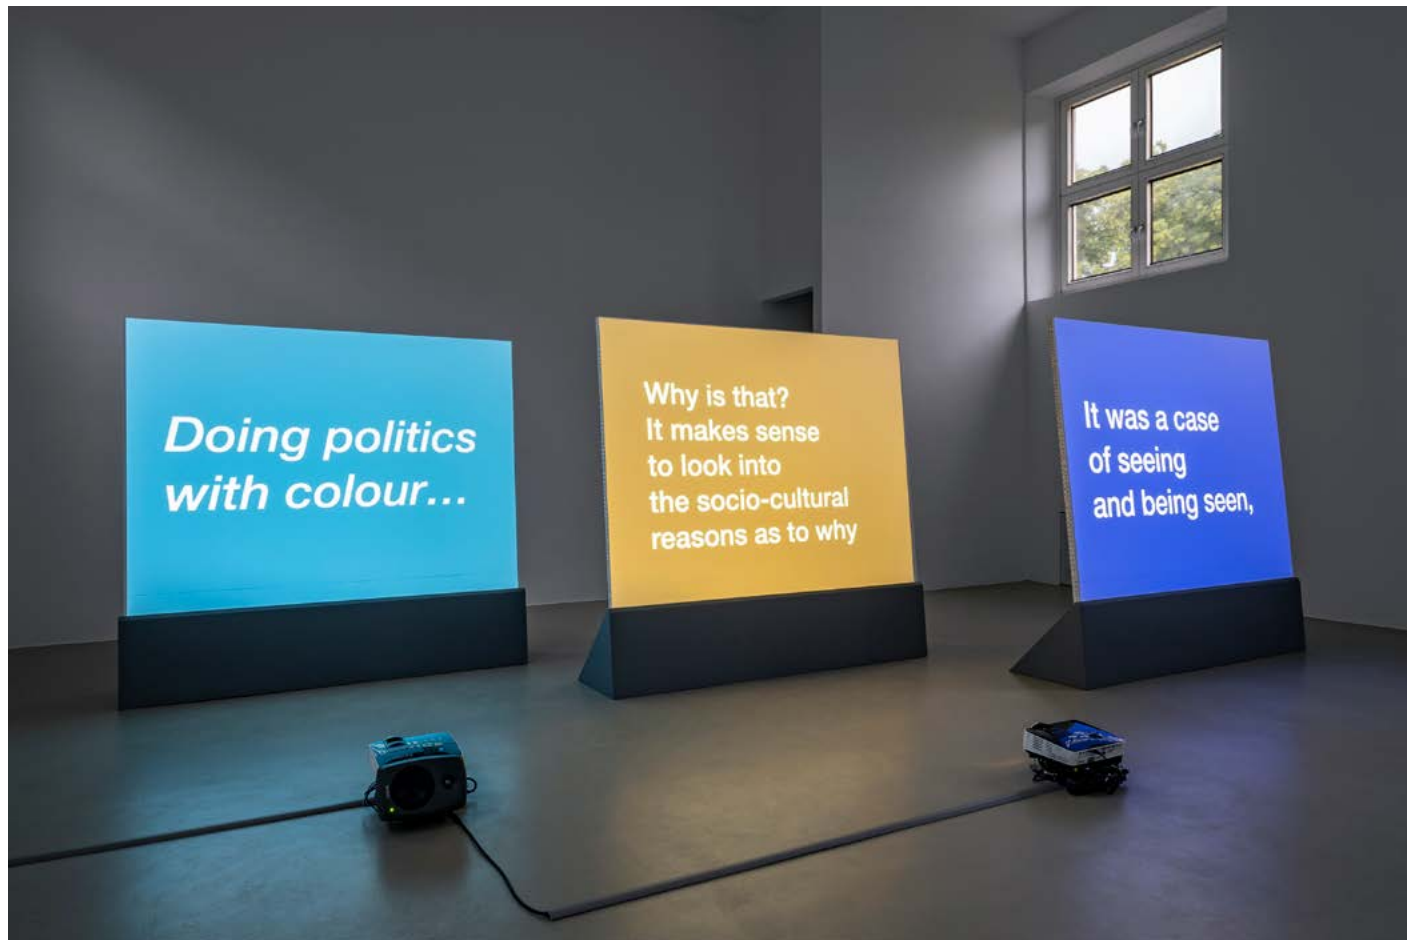 Doing politics
with colour...
Why is that?
It makes sense
to look into
the socio-cultural
reasons as to why
It was a case
of seeing
and being seen,